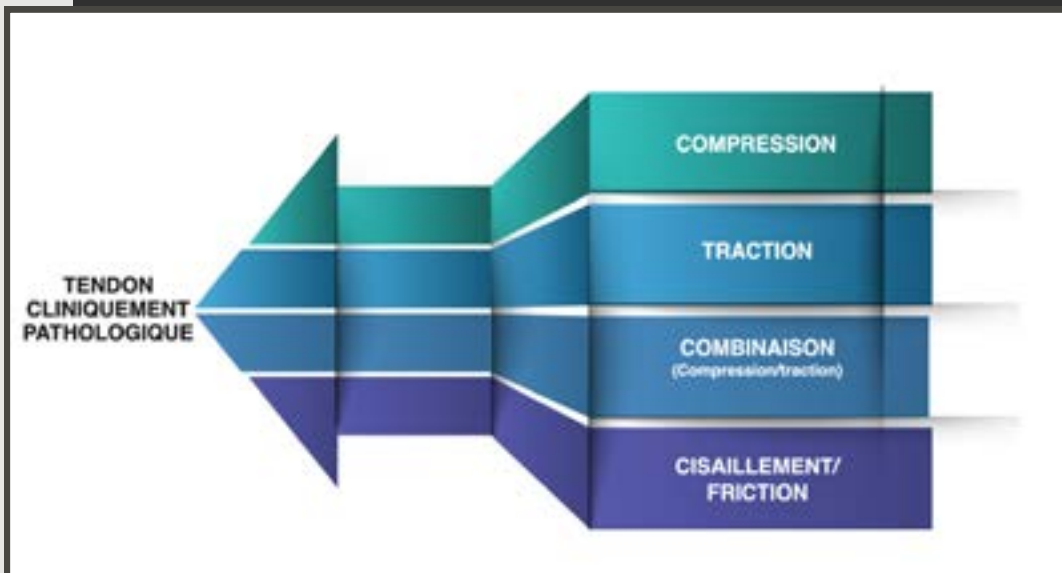 COMPRESSION
TRACTION
TENDON
CLINIQUEMENT
PATHOLOGIQUE
COMBINAISON
(Compression/traction)
CISAILLEMENT/
FRICTION